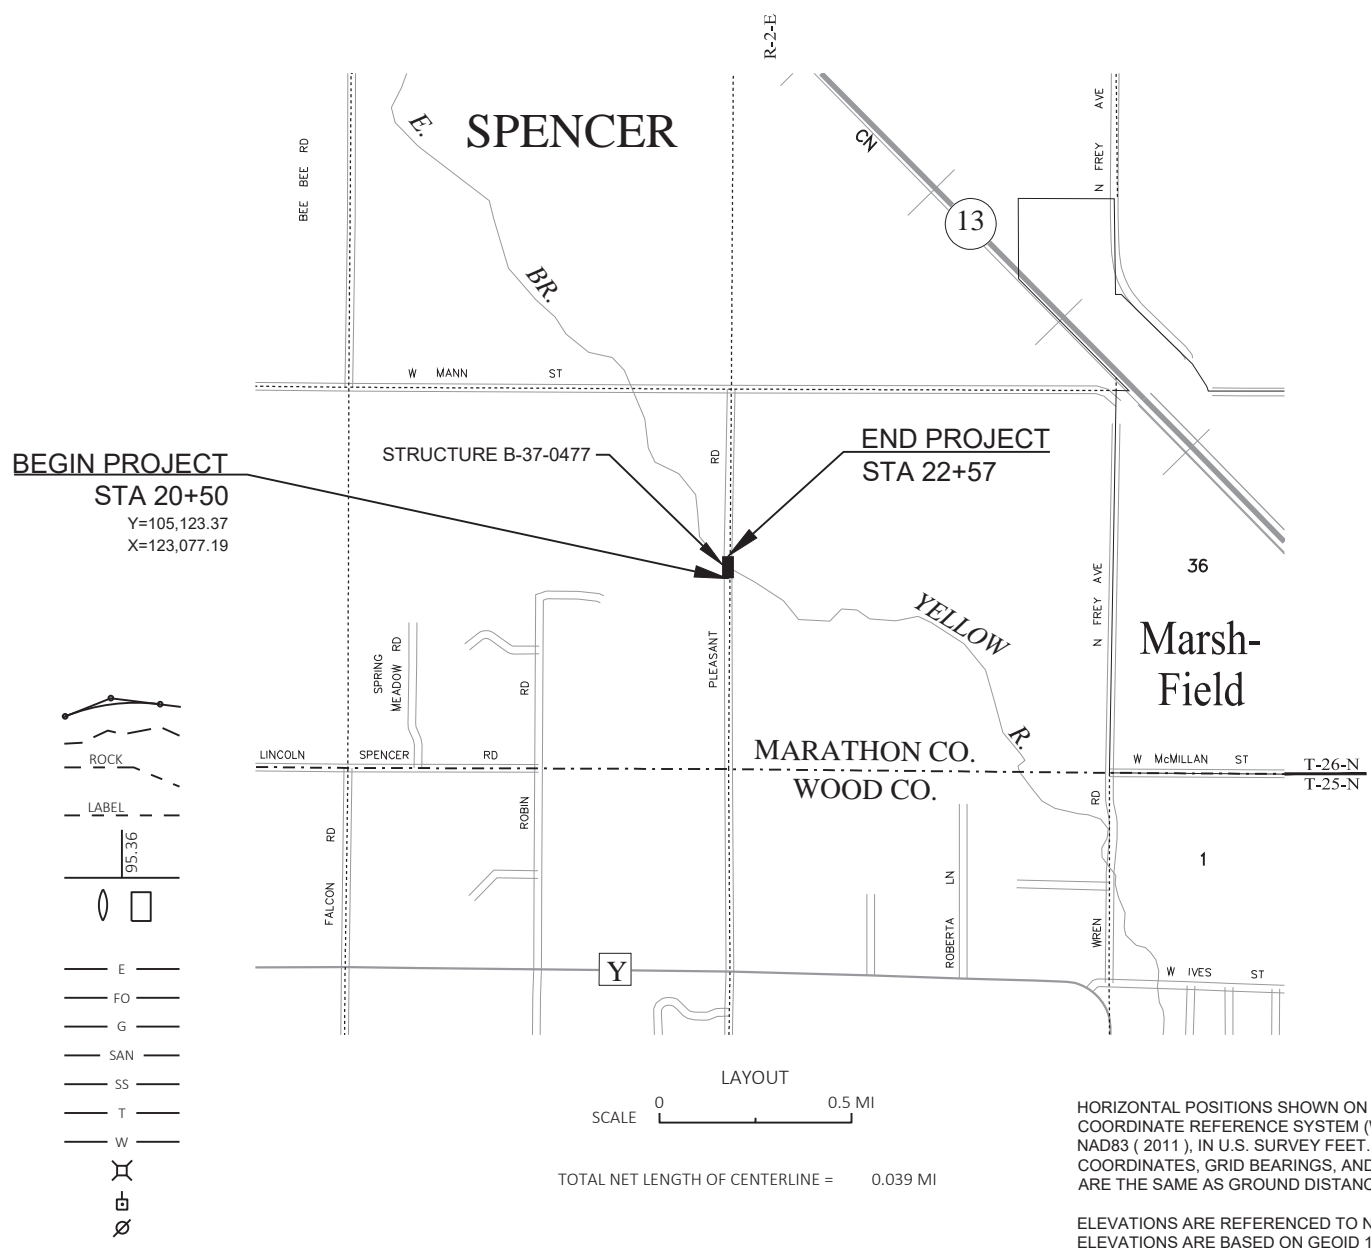 R-2-E
SPENCER
E.
BR.
CN
13
N FREY AVE
BEE BEE RD
W MANN ST
BEGIN PROJECT
STA 20+50
Y=105,123.37
X=123,077.19
STRUCTURE B-37-0477
RD
END PROJECT
STA 22+57
36
N FREY AVE
YELLOW
R.
Marsh-
Field
PLEASANT
SPRING
MEADOW RD
RD
LINCOLN SPENCER RD
MARATHON CO.
WOOD CO.
W McMILLAN ST
T-26-N
T-25-N
ROCK
LABEL
95.36
ROBIN
FALCON RD
RD
WREN
1
ROBERTA LN
Y
W IVES ST
E
FO
G
SAN
SS
T
W
LAYOUT
SCALE
0
0.5 MI
TOTAL NET LENGTH OF CENTERLINE = 0.039 MI
HORIZONTAL POSITIONS SHOWN ON
COORDINATE REFERENCE SYSTEM
NAD83 ( 2011 ), IN U.S. SURVEY FEET.
COORDINATES, GRID BEARINGS, AND
ARE THE SAME AS GROUND
ELEVATIONS ARE REFERENCED TO
ELEVATIONS ARE BASED ON GEOID